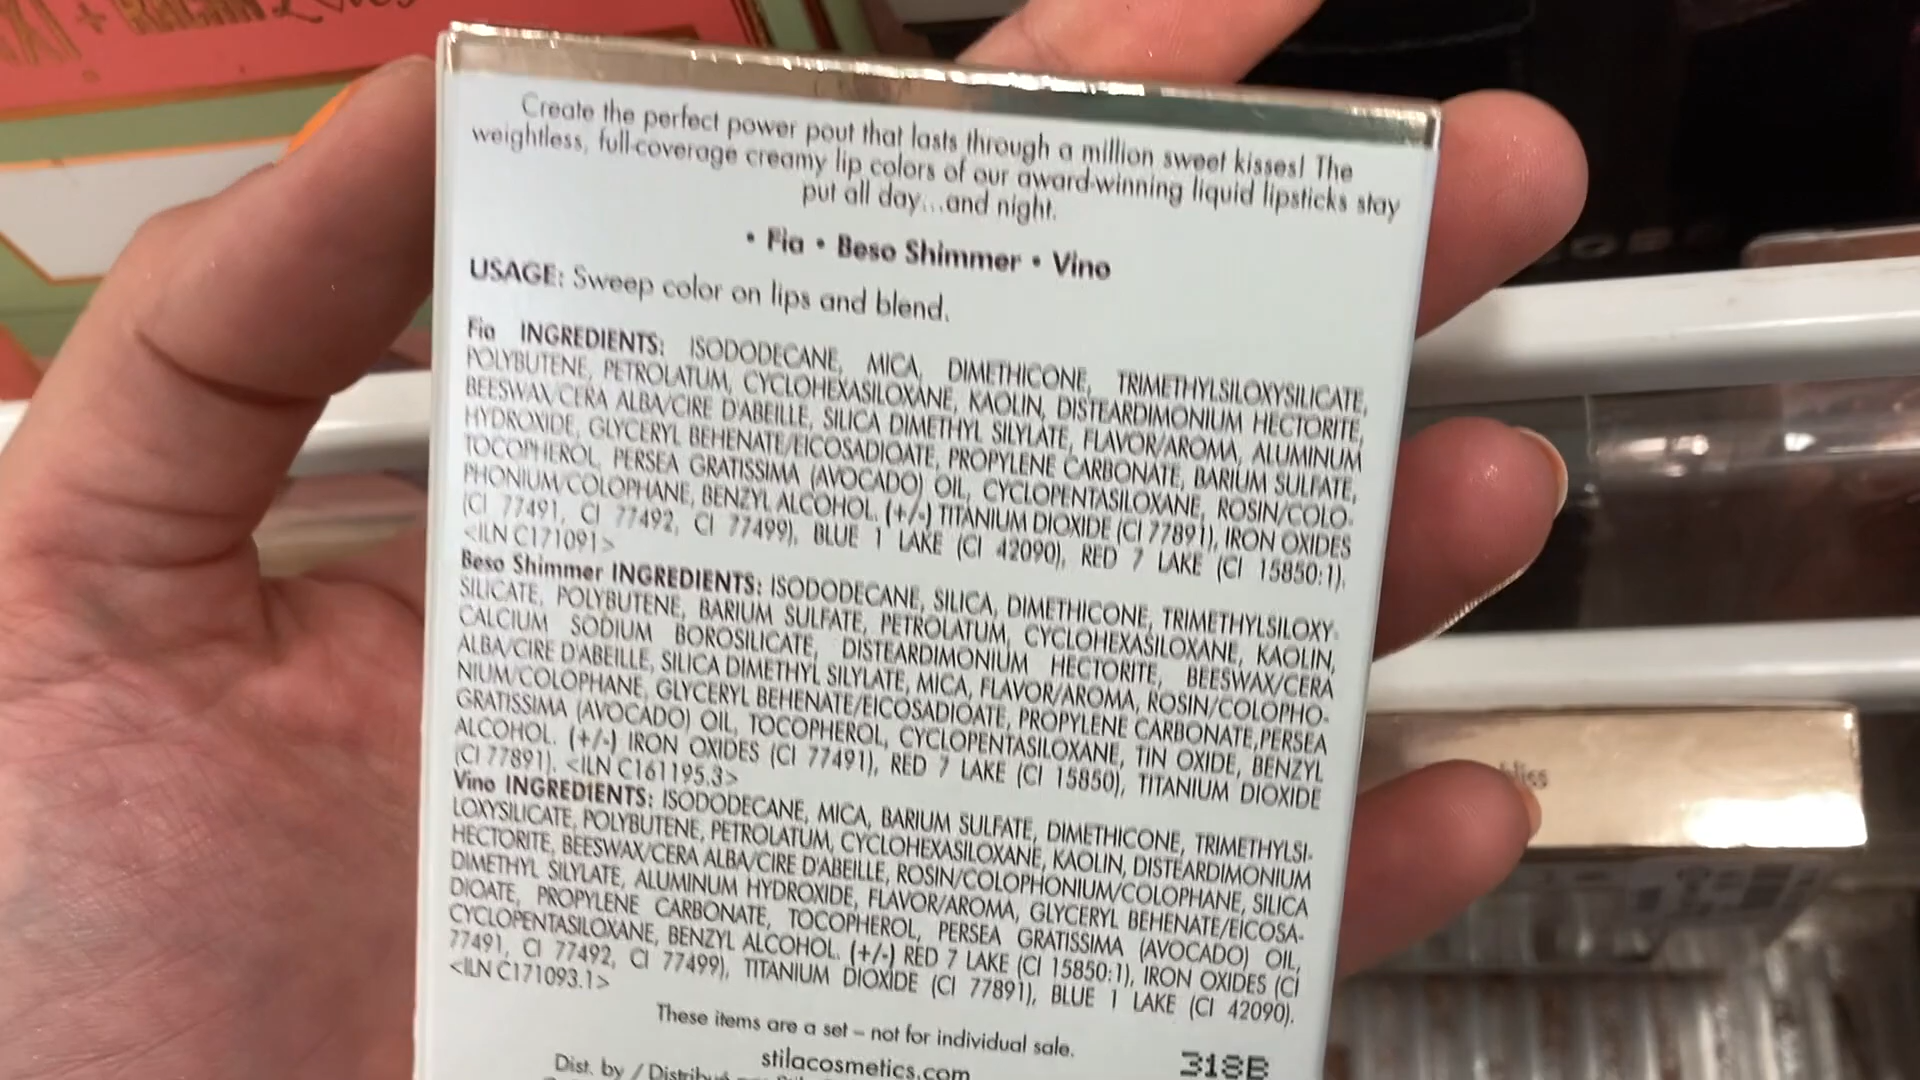 Create the perfect power pout that lasts through a million sweet kisses! The
weightless, full-coverage creamy lip colors of our award-winning liquid lipsticks stay
put all day...and night.
• Fia • Beso Shimmer • Vino
USAGE: Sweep color on lips and blend.
Fia INGREDIENTS: ISODODECANE, MICA, DIMETHICONE, TRIMETHYLSILOXYSILICATE,
POLYBUTENE, PETROLATUM, CYCLOHEXASILOXANE, KAOLIN, DISTEARDIMONIUM HECTORITE,
BEESWAX/CERA ALBA/CIRE D'ABEILLE, SILICA DIMETHYL SILYLATE, FLAVOR/AROMA, ALUMINUM
HYDROXIDE, GLYCERYL BEHENATE/EICOSADIOATE, PROPYLENE CARBONATE, BARIUM SULFATE,
TOCOPHEROL, PERSEA GRATISSIMA (AVOCADO) OIL, CYCLOPENTASILOXANE, ROSIN/COLO-
PHONIUM/COLOPHANE, BENZYL ALCOHOL. (+/-) TITANIUM DIOXIDE (CI 77891), IRON OXIDES
(CI 77491, CI 77492, CI 77499), BLUE 1 LAKE (CI 42090), RED 7 LAKE (CI 15850:1).
<ILN C171091>
Beso Shimmer INGREDIENTS: ISODODECANE, SILICA, DIMETHICONE, TRIMETHYLSILOXY-
SILICATE, POLYBUTENE, BARIUM SULFATE, PETROLATUM, CYCLOHEXASILOXANE, KAOLIN,
CALCIUM SODIUM BOROSILICATE, DISTEARDIMONIUM HECTORITE, BEESWAX/CERA
ALBA/CIRE D'ABEILLE, SILICA DIMETHYL SILYLATE, MICA, FLAVOR/AROMA, ROSIN/COLOPHO-
NIUM/COLOPHANE, GLYCERYL BEHENATE/EICOSADIOATE, PROPYLENE CARBONATE,PERSEA
GRATISSIMA (AVOCADO) OIL, TOCOPHEROL, CYCLOPENTASILOXANE, TIN OXIDE, BENZYL
ALCOHOL. (+/-) IRON OXIDES (CI 77491), RED 7 LAKE (CI 15850), TITANIUM DIOXIDE
(CI 77891). <ILN C161195.3>
Vino INGREDIENTS: ISODODECANE, MICA, BARIUM SULFATE, DIMETHICONE, TRIMETHYLSI-
LOXYSILICATE, POLYBUTENE, PETROLATUM, CYCLOHEXASILOXANE, KAOLIN, DISTEARDIMONIUM
HECTORITE, BEESWAX/CERA ALBA/CIRE D'ABEILLE, ROSIN/COLOPHONIUM/COLOPHANE, SILICA
DIMETHYL SILYLATE, ALUMINUM HYDROXIDE, FLAVOR/AROMA, GLYCERYL BEHENATE/EICOSA-
DIOATE, PROPYLENE CARBONATE, TOCOPHEROL, PERSEA GRATISSIMA (AVOCADO) OIL,
CYCLOPENTASILOXANE, BENZYL ALCOHOL. (+/-) RED 7 LAKE (CI 15850:1), IRON OXIDES (CI
77491, CI 77492, CI 77499), TITANIUM DIOXIDE (CI 77891), BLUE 1 LAKE (CI 42090).
<ILN C171093.1>
These items are a set – not for individual sale.
stilacosmetics.com
318B
Dist. by /